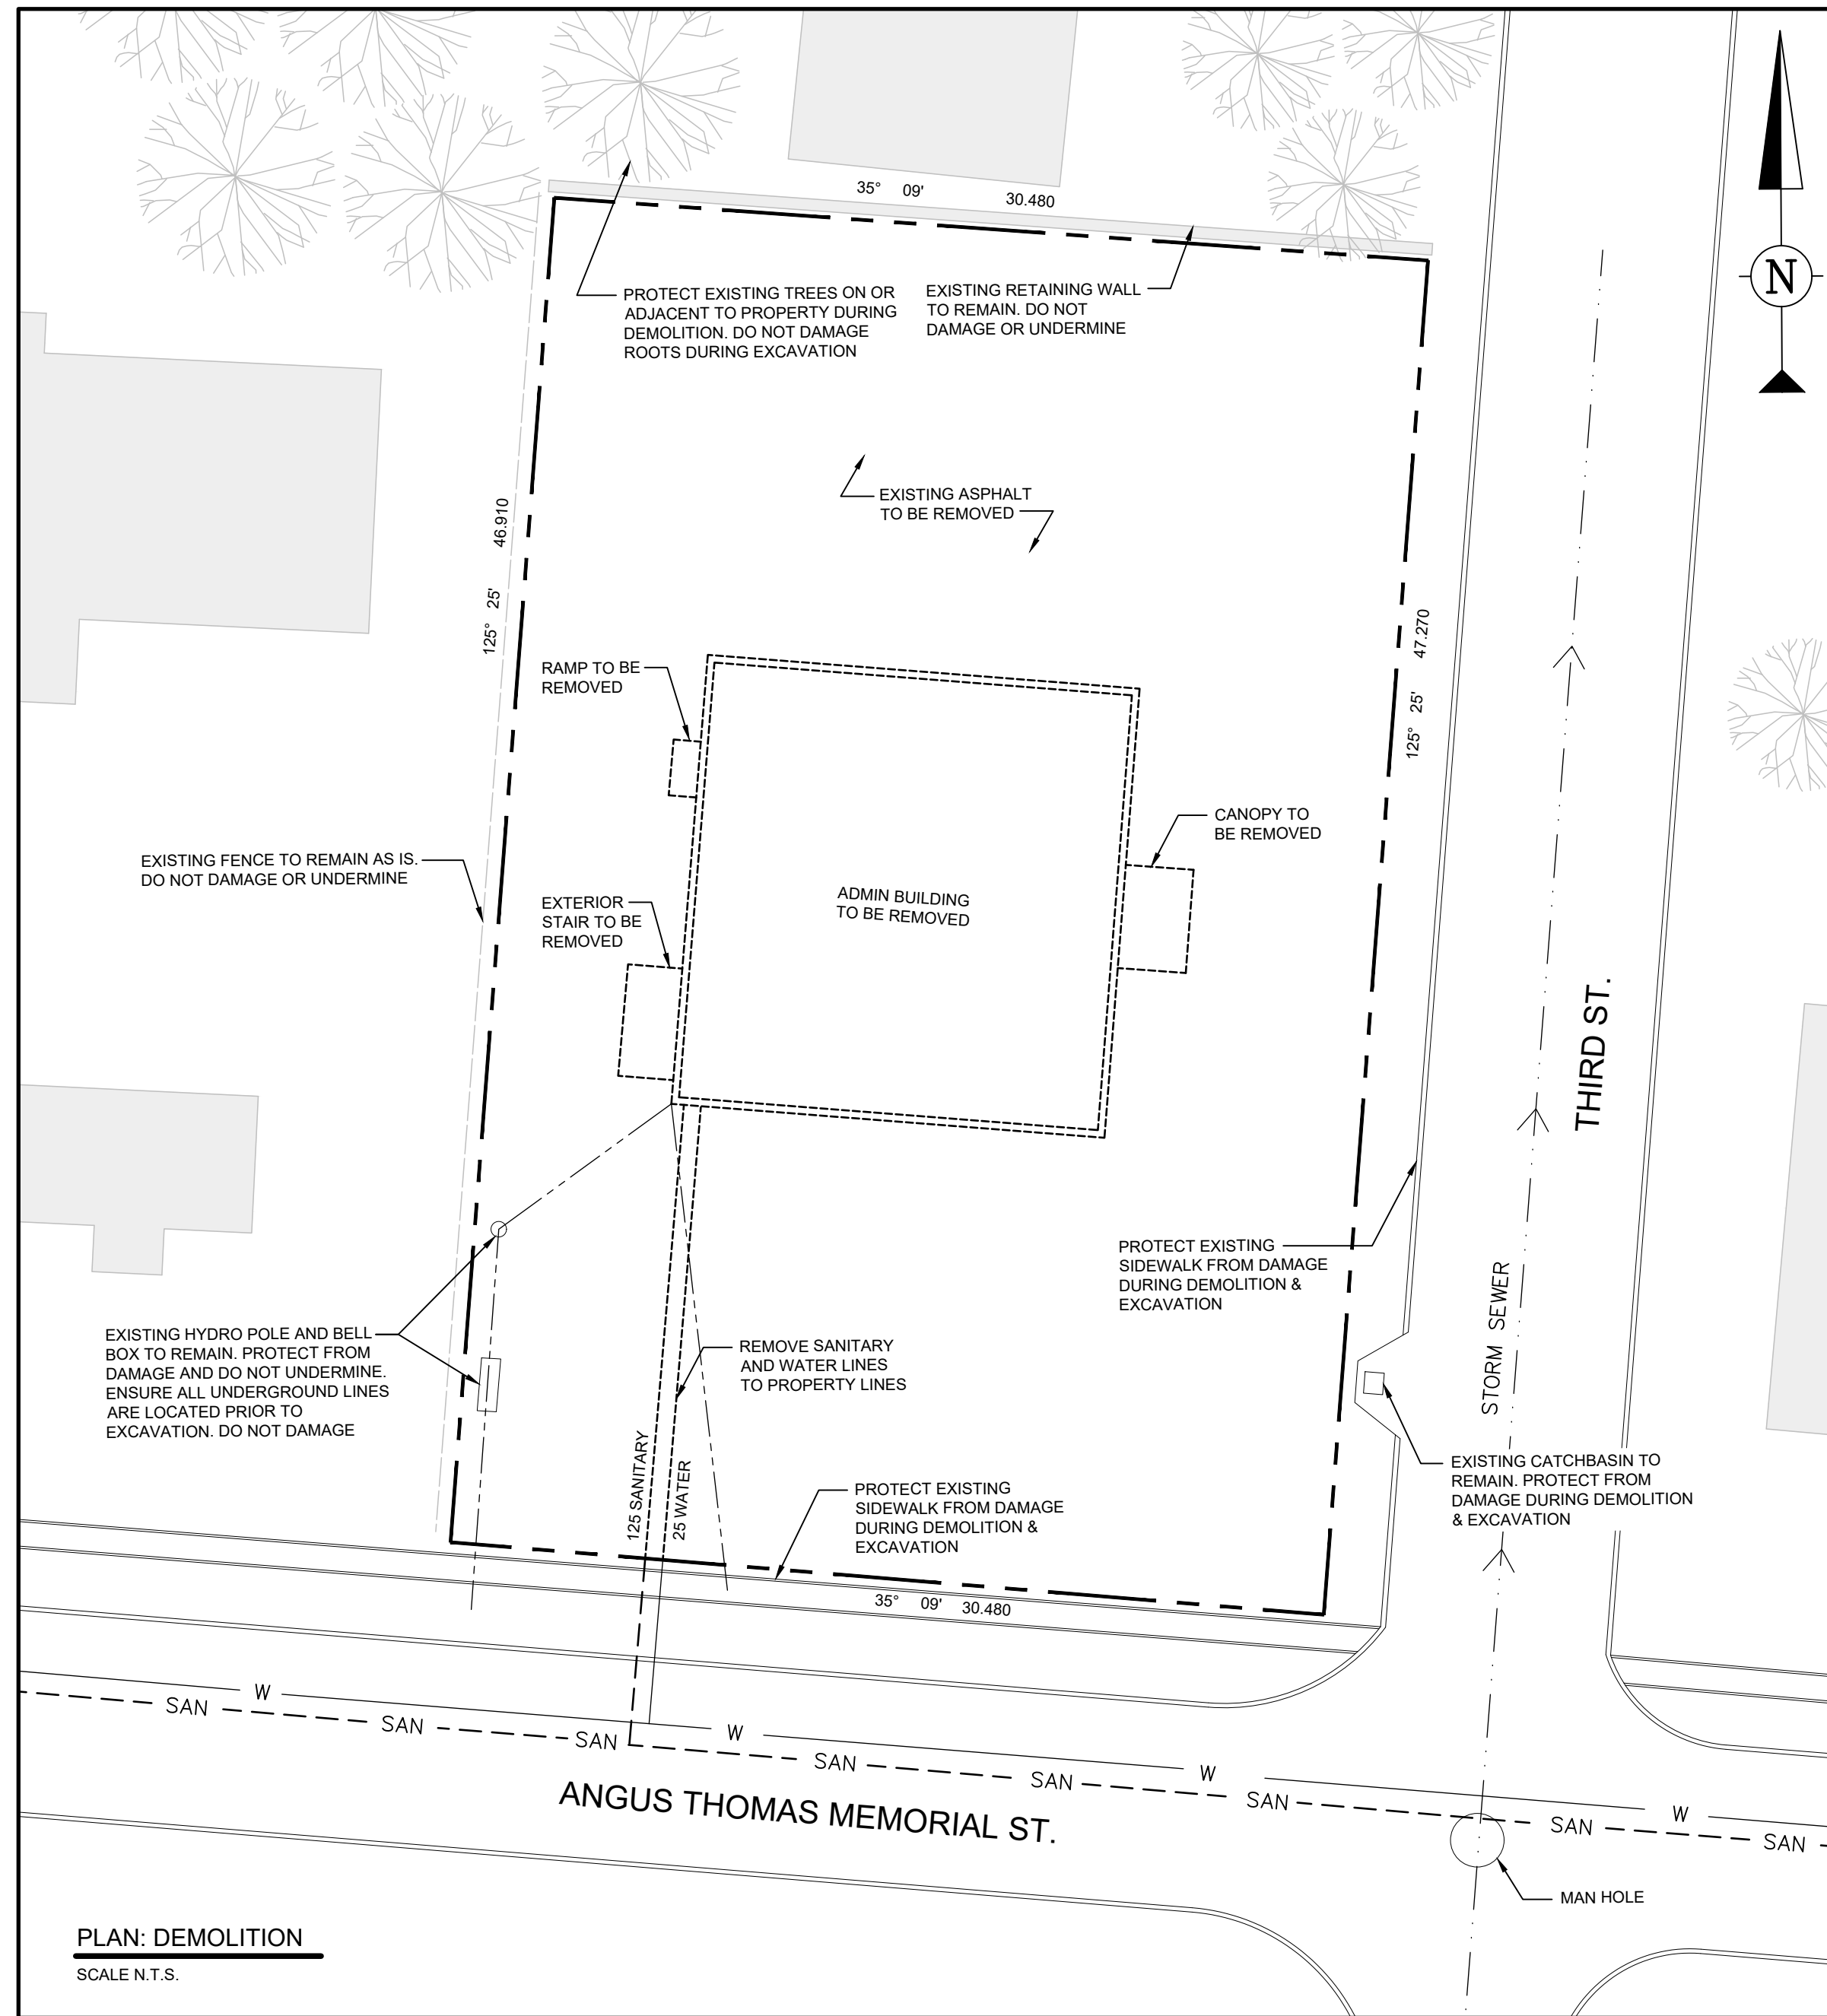 35° 09' 30.480
N
PROTECT EXISTING TREES ON OR
ADJACENT TO PROPERTY DURING
DEMOLITION. DO NOT DAMAGE
ROOTS DURING EXCAVATION
EXISTING RETAINING WALL
TO REMAIN. DO NOT
DAMAGE OR UNDERMINE
EXISTING ASPHALT
TO BE REMOVED
125° 25' 46.910
125° 25' 47.270
RAMP TO BE
REMOVED
CANOPY TO
BE REMOVED
EXISTING FENCE TO REMAIN AS IS.
DO NOT DAMAGE OR UNDERMINE
EXTERIOR
STAIR TO BE
REMOVED
ADMIN BUILDING
TO BE REMOVED
THIRD ST.
PROTECT EXISTING
SIDEWALK FROM DAMAGE
DURING DEMOLITION &
EXCAVATION
STORM SEWER
EXISTING HYDRO POLE AND BELL
BOX TO REMAIN. PROTECT FROM
DAMAGE AND DO NOT UNDERMINE.
ENSURE ALL UNDERGROUND LINES
ARE LOCATED PRIOR TO
EXCAVATION. DO NOT DAMAGE
REMOVE SANITARY
AND WATER LINES
TO PROPERTY LINES
125 SANITARY
25 WATER
PROTECT EXISTING
SIDEWALK FROM DAMAGE
DURING DEMOLITION &
EXCAVATION
EXISTING CATCHBASIN TO
REMAIN. PROTECT FROM
DAMAGE DURING DEMOLITION
& EXCAVATION
35° 09' 30.480
W W W W
SAN SAN SAN SAN SAN SAN SAN SAN
ANGUS THOMAS MEMORIAL ST.
MAN HOLE
PLAN: DEMOLITION
SCALE N.T.S.